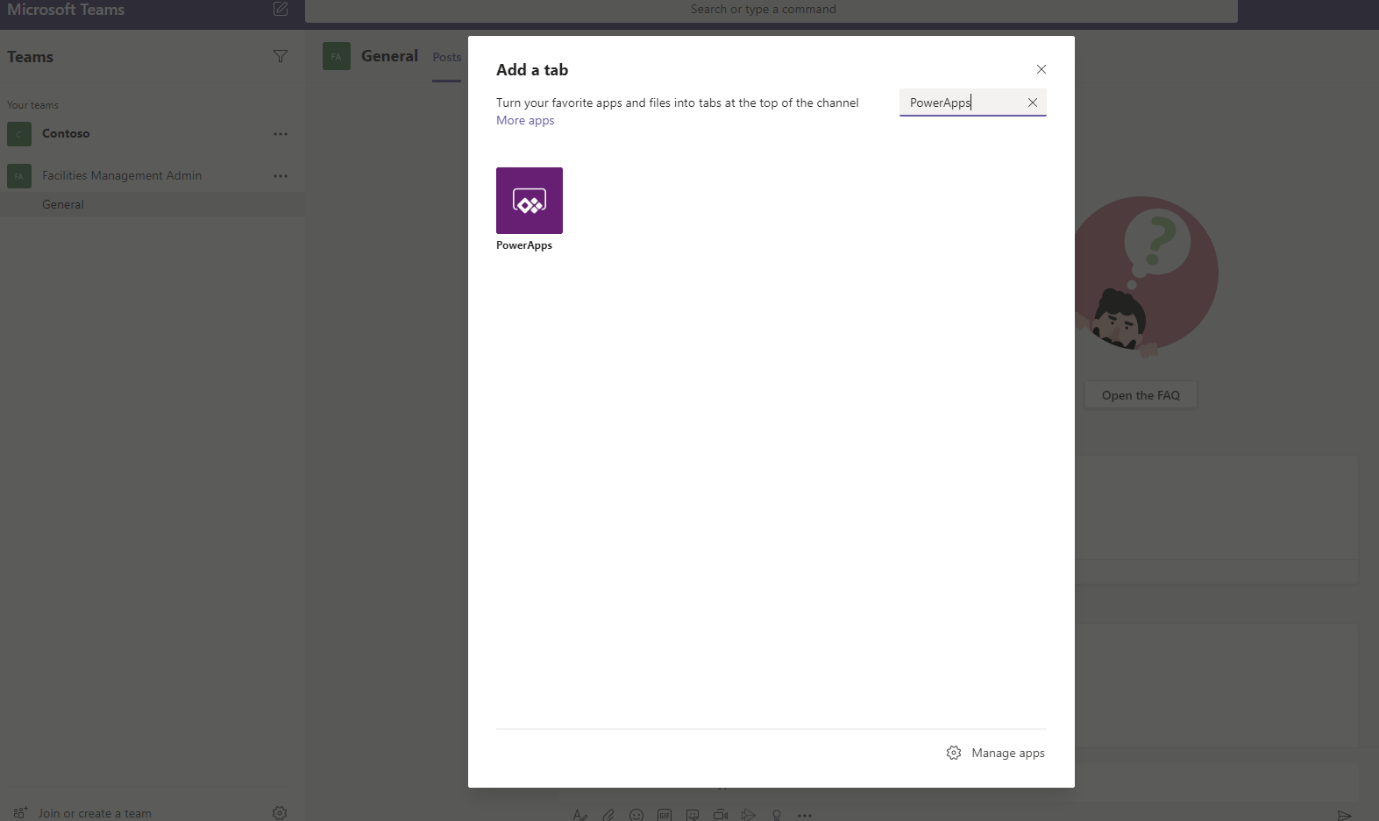 Microsoft Teams
Search or type a command
Teams
Your teams
C
Contoso
FA
Facilities Management Admin
General
Join or create a team
FA
General
Posts
Add a tab
Turn your favorite apps and files into tabs at the top of the channel
More apps
PowerApps
PowerApps
Manage apps
?
Open the FAQ
GIF